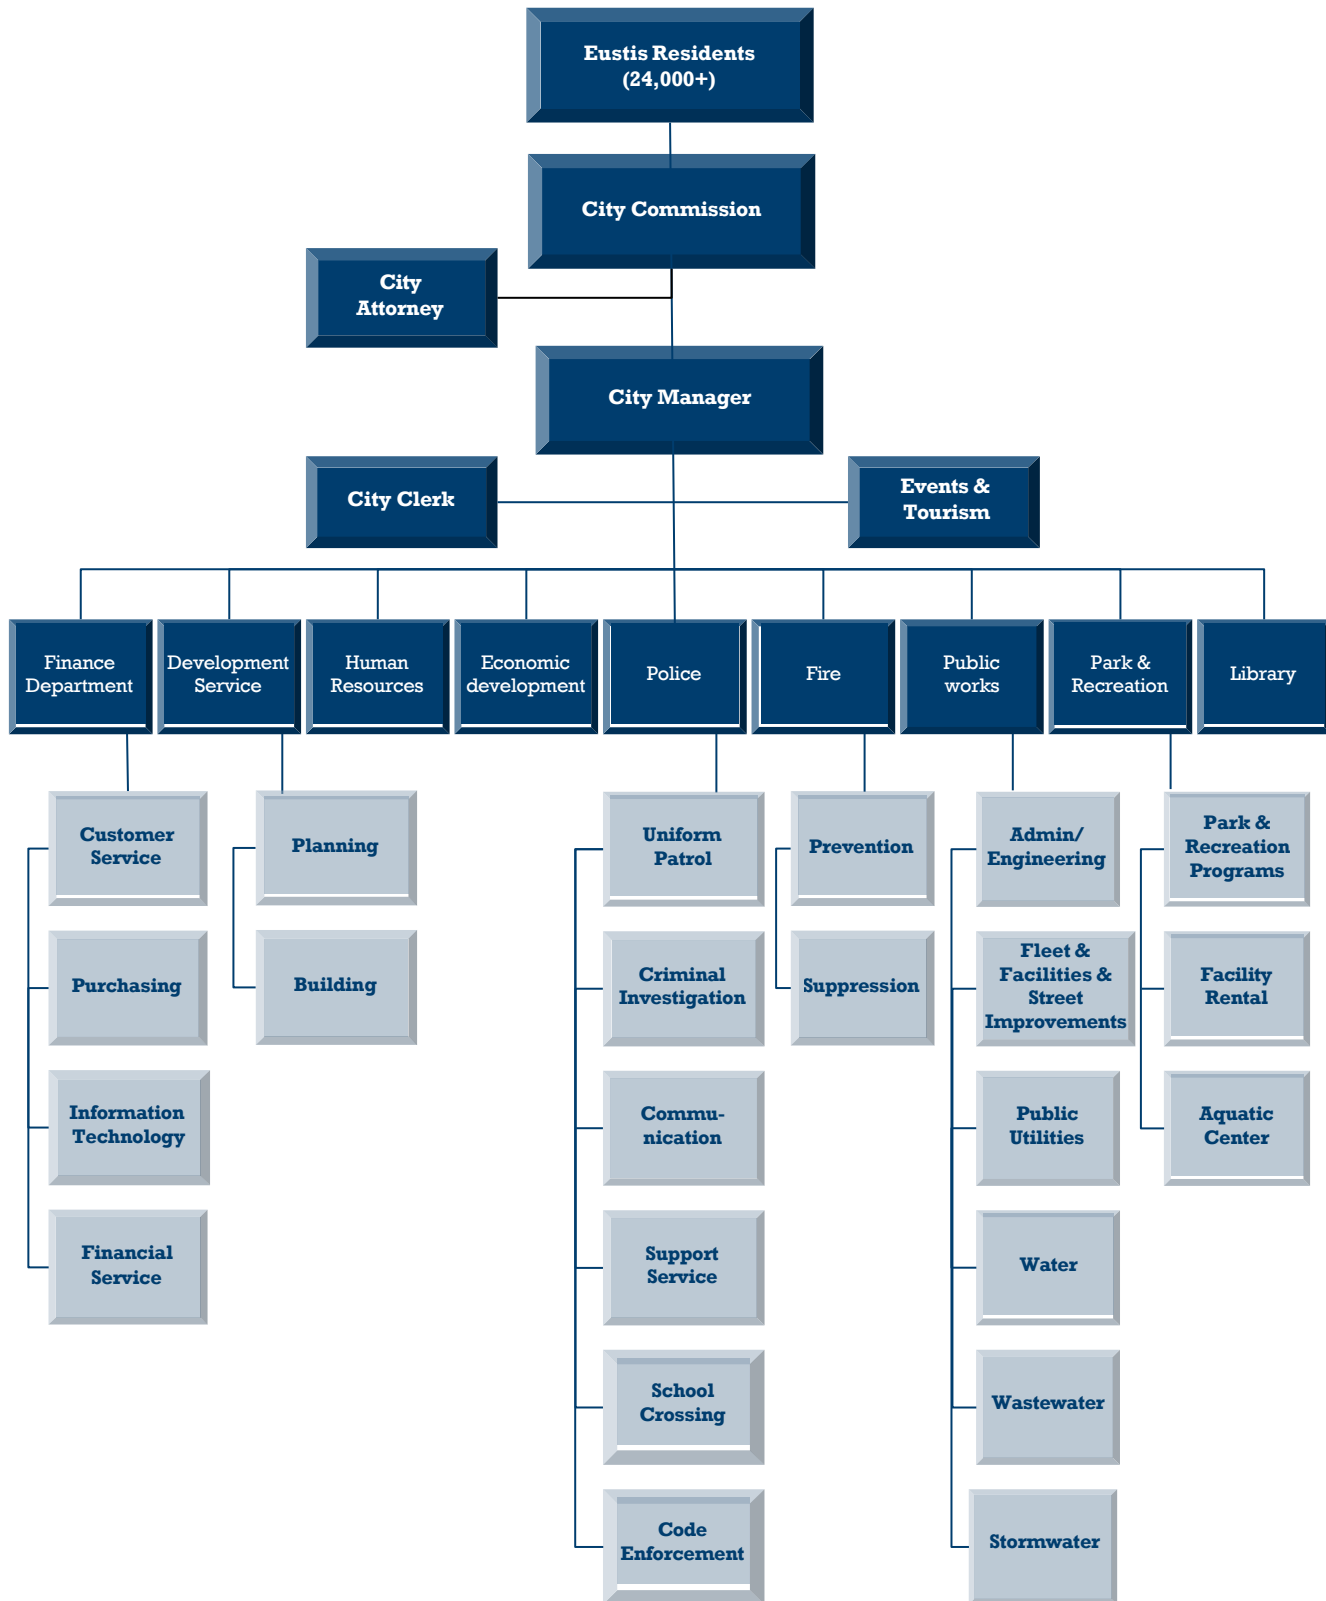 Eustis Residents
(24,000+)
City Commission
City
Attorney
City Manager
City Clerk
Events &
Tourism
Finance
Department
Development
Service
Human
Resources
Economic
development
Police
Fire
Public
works
Park &
Recreation
Library
Customer
Service
Purchasing
Information
Technology
Financial
Service
Planning
Building
Uniform
Patrol
Criminal
Investigation
Commu-
nication
Support
Service
School
Crossing
Code
Enforcement
Prevention
Suppression
Admin/
Engineering
Fleet &
Facilities &
Street
Improvements
Public
Utilities
Water
Wastewater
Stormwater
Park &
Recreation
Programs
Facility
Rental
Aquatic
Center